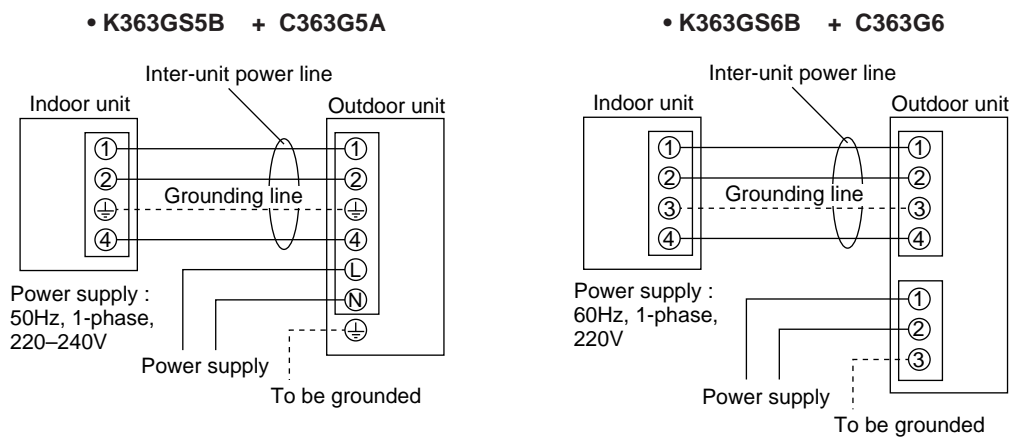 • K363GS5B + C363G5A
Inter-unit power line
Indoor unit
Outdoor unit
1
1
2
2
Grounding line
4
4
L
N
Power supply :
50Hz, 1-phase,
220–240V
Power supply
To be grounded
• K363GS6B + C363G6
Inter-unit power line
Indoor unit
Outdoor unit
1
1
2
2
Grounding line
3
3
4
4
1
2
3
Power supply :
60Hz, 1-phase,
220V
Power supply
To be grounded